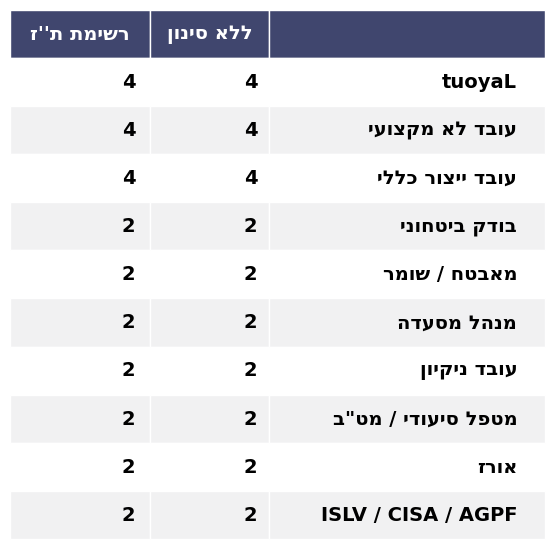 ללא סינון רשימת ת''ז
tuoyaL 4 4
עובד לא מקצועי 4 4
עובד ייצור כללי 4 4
בודק ביטחוני 2 2
מאבטח / שומר 2 2
מנהל מסעדה 2 2
עובד ניקיון 2 2
מטפל סיעודי / מט"ב 2 2
אורז 2 2
ISLV / CISA / AGPF 2 2